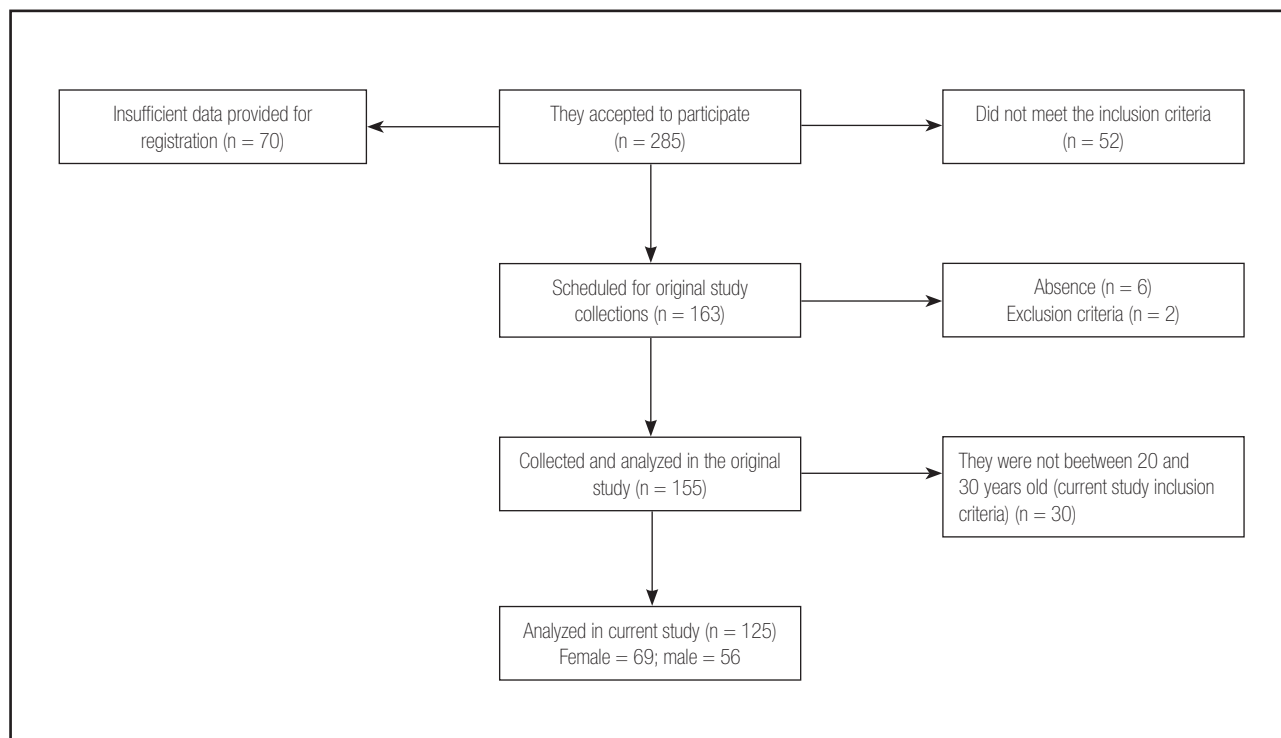 Insufficient data provided for
registration (n = 70)
They accepted to participate
(n = 285)
Did not meet the inclusion criteria
(n = 52)
Scheduled for original study
collections (n = 163)
Absence (n = 6)
Exclusion criteria (n = 2)
Collected and analyzed in the original
study (n = 155)
They were not beetween 20 and
30 years old (current study inclusion
criteria) (n = 30)
Analyzed in current study (n = 125)
Female = 69; male = 56